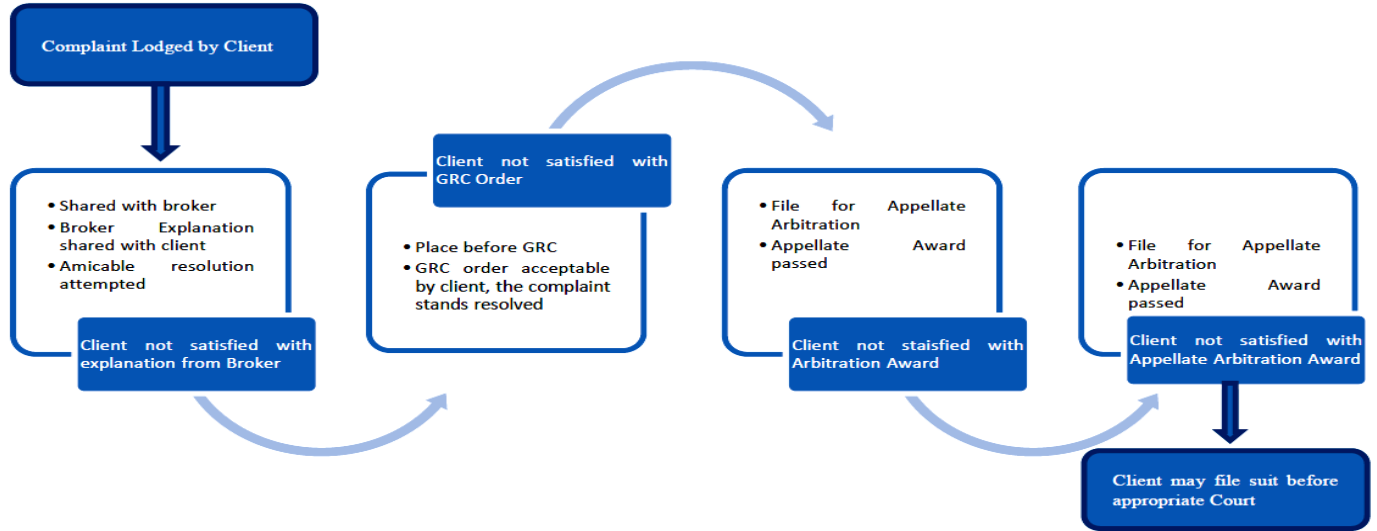 Complaint Lodged by Client
• Shared with broker
• Broker Explanation
shared with client
• Amicable resolution
attempted
Client not satisfied with
explanation from Broker
Client not satisfied with
GRC Order
• Place before GRC
• GRC order acceptable
by client, the complaint
stands resolved
• File for Appellate
Arbitration
• Appellate Award
passed
Client not staisfied with
Arbitration Award
• File for Appellate
Arbitration
• Appellate Award
passed
Client not satisfied with
Appellate Arbitration Award
Client may file suit before
appropriate Court